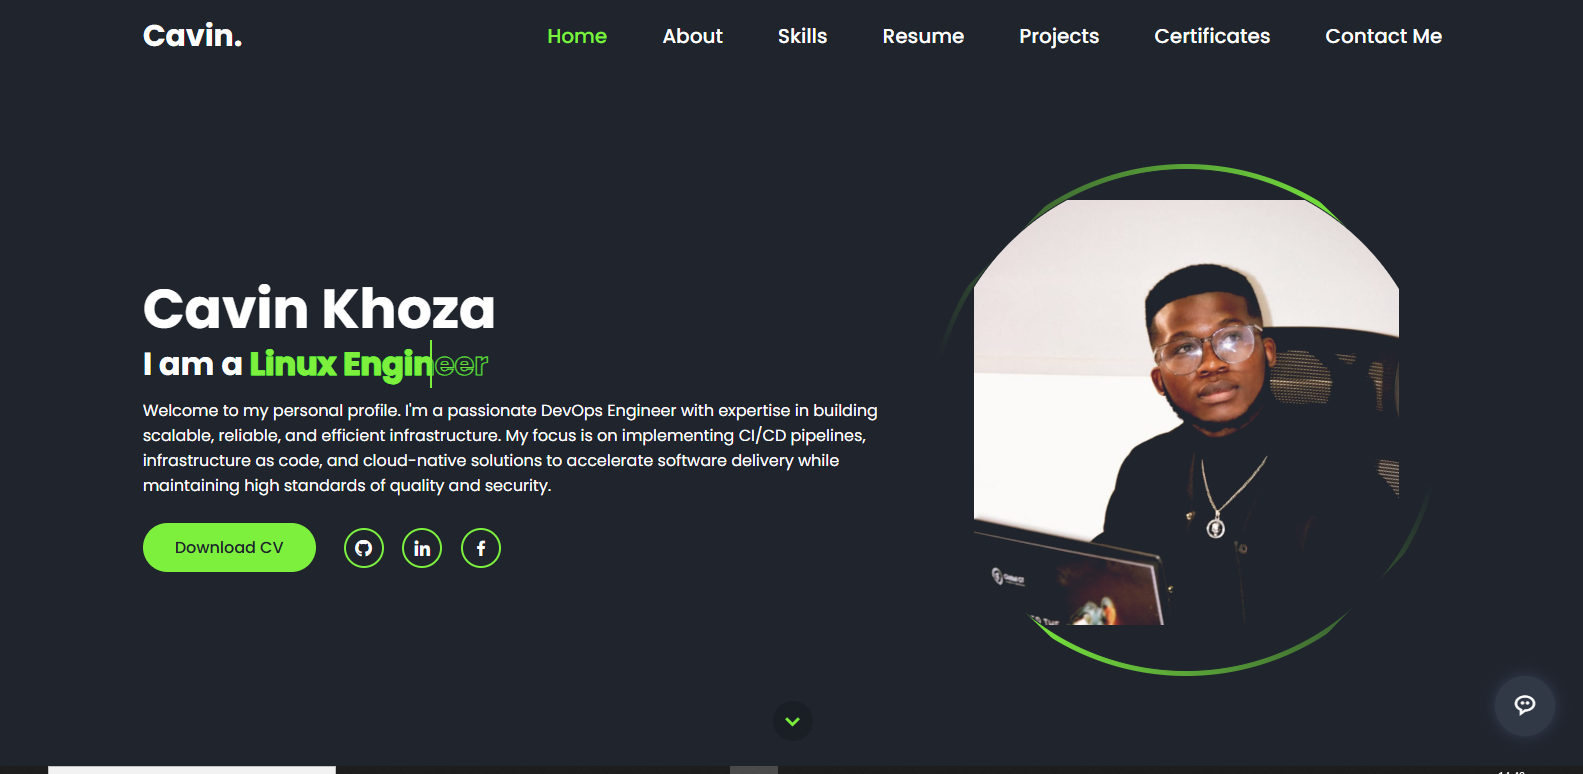 Cavin.
Home About Skills Resume Projects Certificates Contact Me
Cavin Khoza
I am a Linux Engineer
Welcome to my personal profile. I'm a passionate DevOps Engineer with expertise in building
scalable, reliable, and efficient infrastructure. My focus is on implementing CI/CD pipelines,
infrastructure as code, and cloud-native solutions to accelerate software delivery while
maintaining high standards of quality and security.
Download CV
in
f